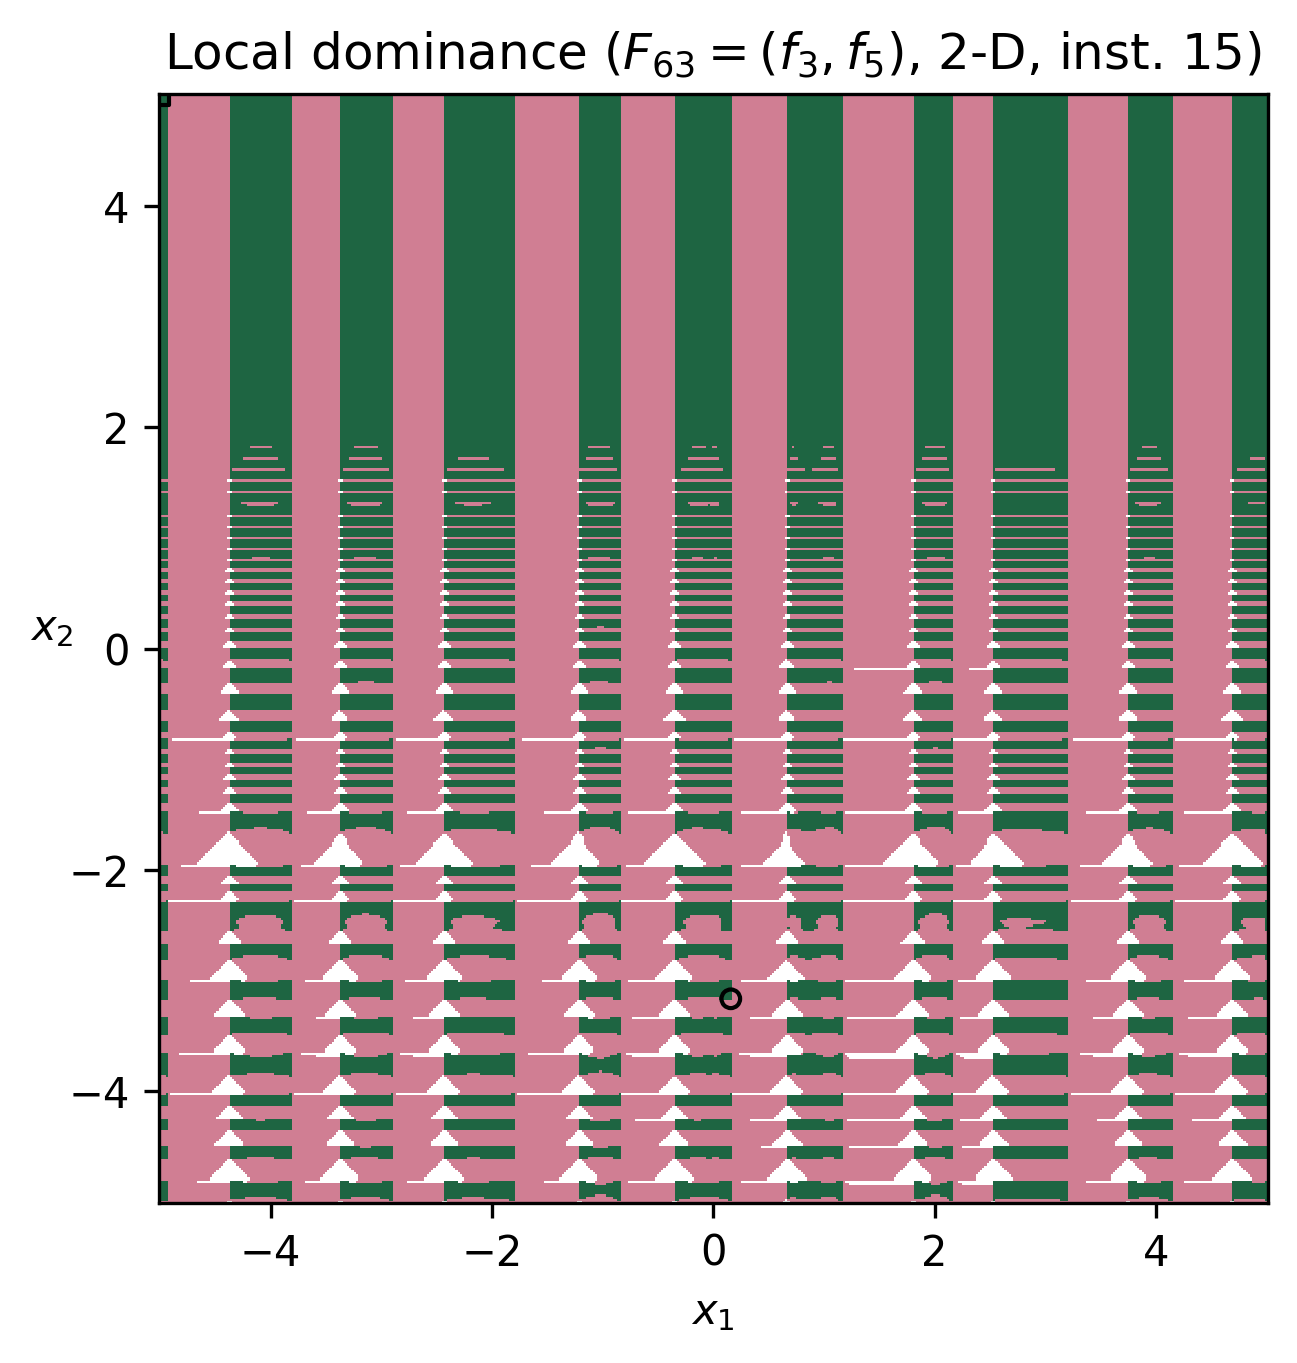 Local dominance (F₆₃ = (f₃, f₅), 2-D, inst. 15)
4
2
x₂
0
−2
−4
−4 −2 0 2 4
x₁